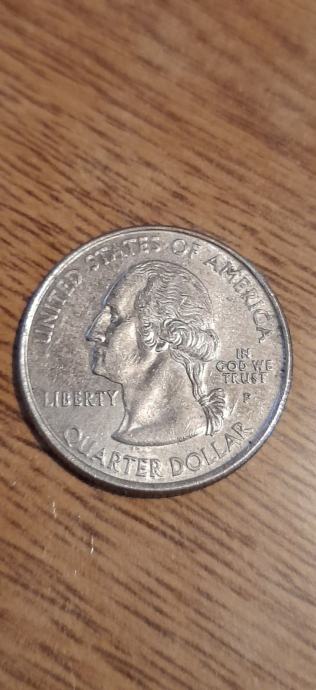 UNITED STATES OF AMERICA
LIBERTY
IN
GOD WE
TRUST
P
QUARTER DOLLAR